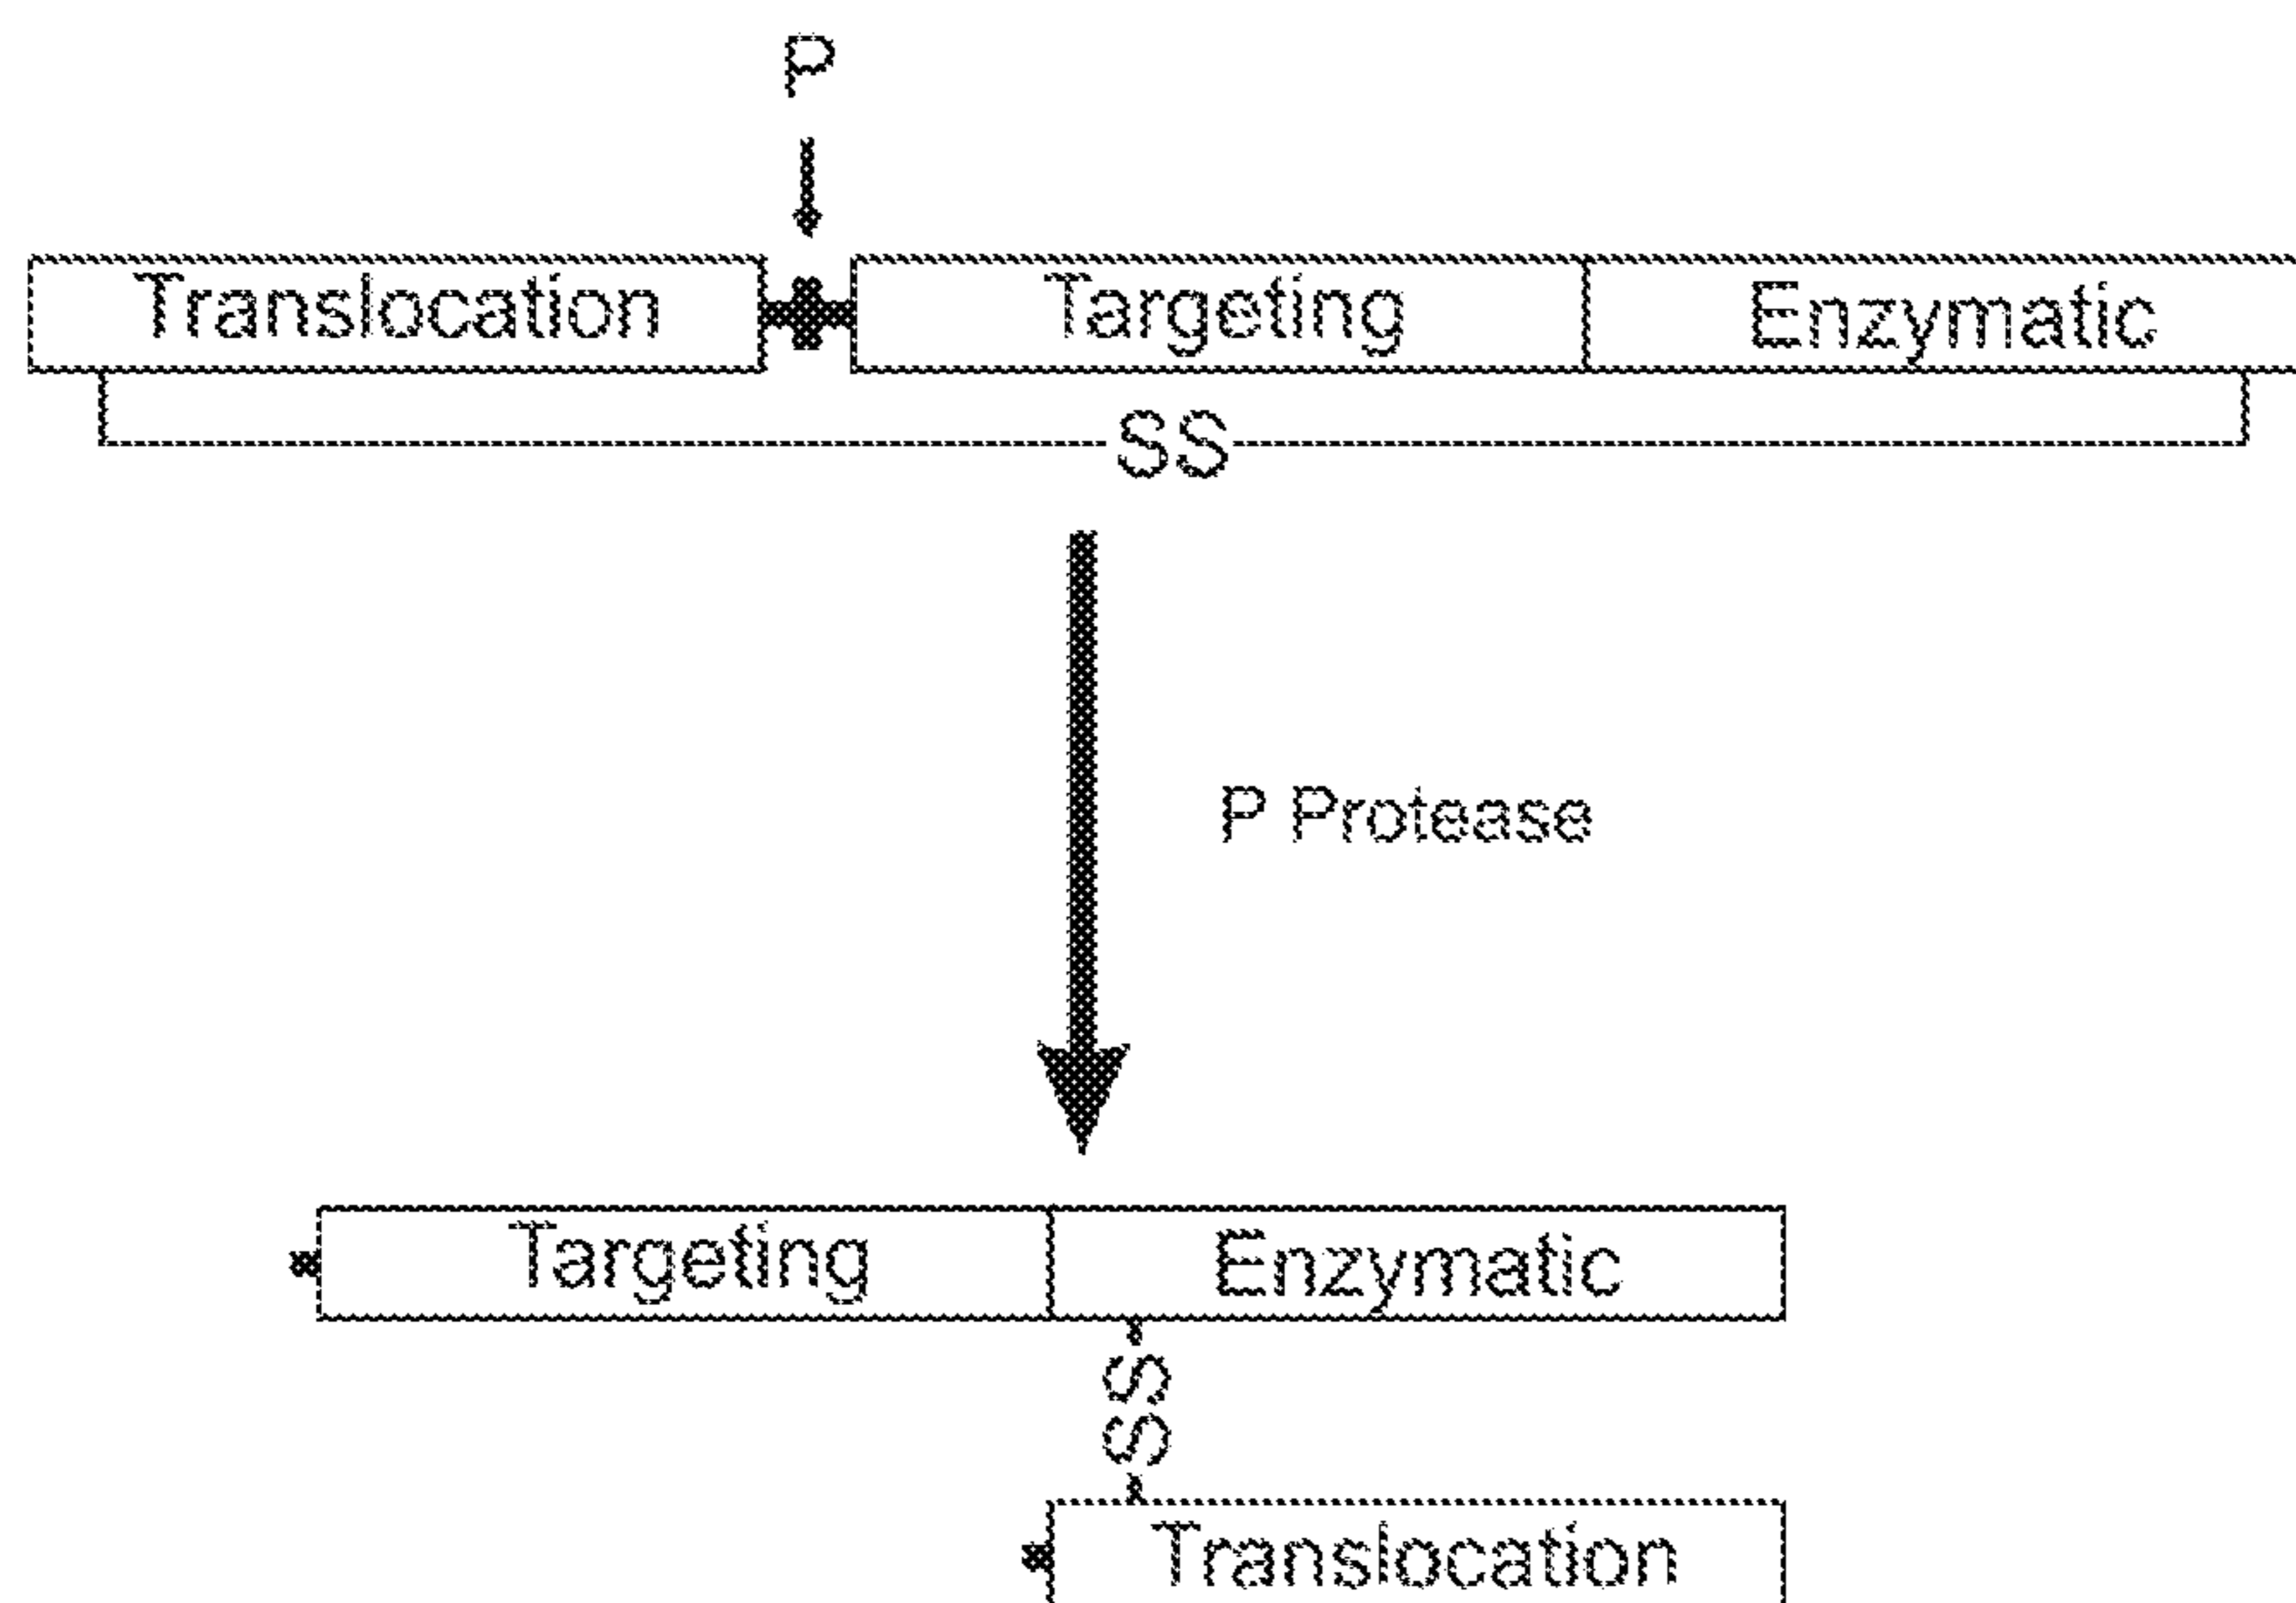 P
Translocation Targeting Enzymatic
SS
P Protease
Targeting Enzymatic
SS
Translocation